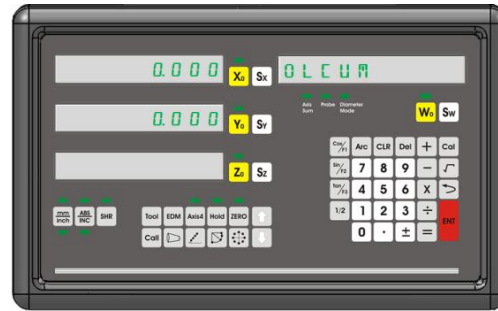 0.000 X₀ Sx OLCUM
Axis Sum Probe Diameter Mode
W₀ Sw
0.000 Y₀ Sy
Z₀ Sz
Cos/F1 Arc CLR Del + Cal
Sin/F2 7 8 9 − √
Tan/F3 4 5 6 X
1/2 1 2 3 ÷ ENT
0 · ± =
mm inch ABS INC SHR
Tool EDM Axis4 Hold ZERO
Call